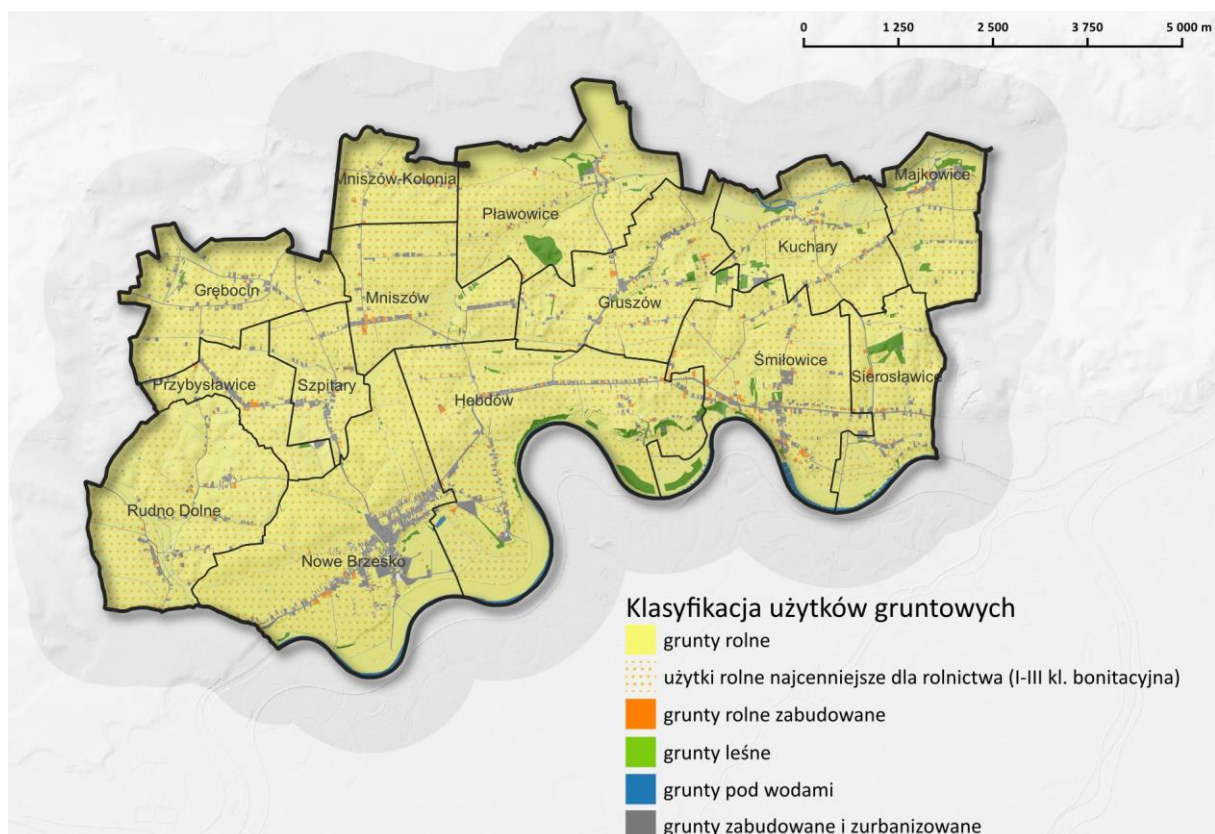 0 1 250 2 500 3 750 5 000 m
Mniszów-Kolonia
Majkowice
Pławowice
Kuchary
Grębocin
Mniszów
Gruszów
Śmiłowice
Przybysławice
Szpitary
Sierosławice
Hebdów
Rudno Dolne
Nowe Brzesko
Klasyfikacja użytków gruntowych
grunty rolne
użytki rolne najcenniejsze dla rolnictwa (I-III kl. bonitacyjna)
grunty rolne zabudowane
grunty leśne
grunty pod wodami
grunty zabudowane i zurbanizowane